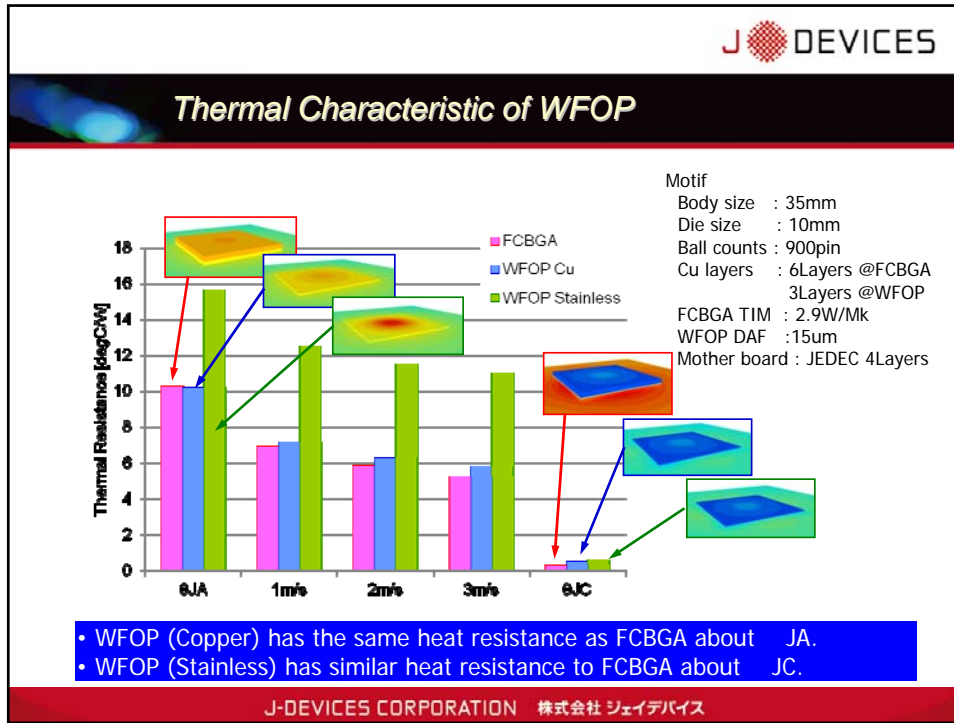 J DEVICES
Thermal Characteristic of WFOP
Motif
Body size : 35mm
Die size : 10mm
Ball counts : 900pin
Cu layers : 6Layers @FCBGA
3Layers @WFOP
FCBGA TIM : 2.9W/Mk
WFOP DAF :15um
Mother board : JEDEC 4Layers
FCBGA
WFOP Cu
WFOP Stainless
Thermal Resistance [degC/W]
18
16
14
12
10
8
6
4
2
0
θJA 1m/s 2m/s 3m/s θJC
• WFOP (Copper) has the same heat resistance as FCBGA about JA.
• WFOP (Stainless) has similar heat resistance to FCBGA about JC.
J-DEVICES CORPORATION 株式会社 ジェイデバイス